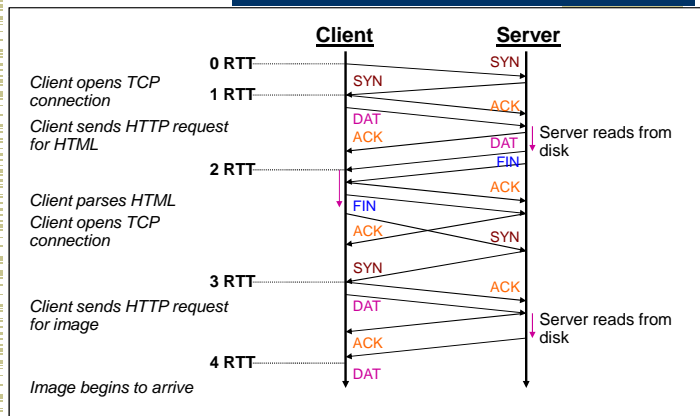 Client
Server
0 RTT
SYN
Client opens TCP
connection
SYN
1 RTT
ACK
Client sends HTTP request
for HTML
DAT
ACK
DAT
Server reads from
disk
FIN
2 RTT
ACK
Client parses HTML
FIN
Client opens TCP
connection
ACK
SYN
SYN
3 RTT
ACK
Client sends HTTP request
for image
DAT
Server reads from
disk
ACK
4 RTT
DAT
Image begins to arrive